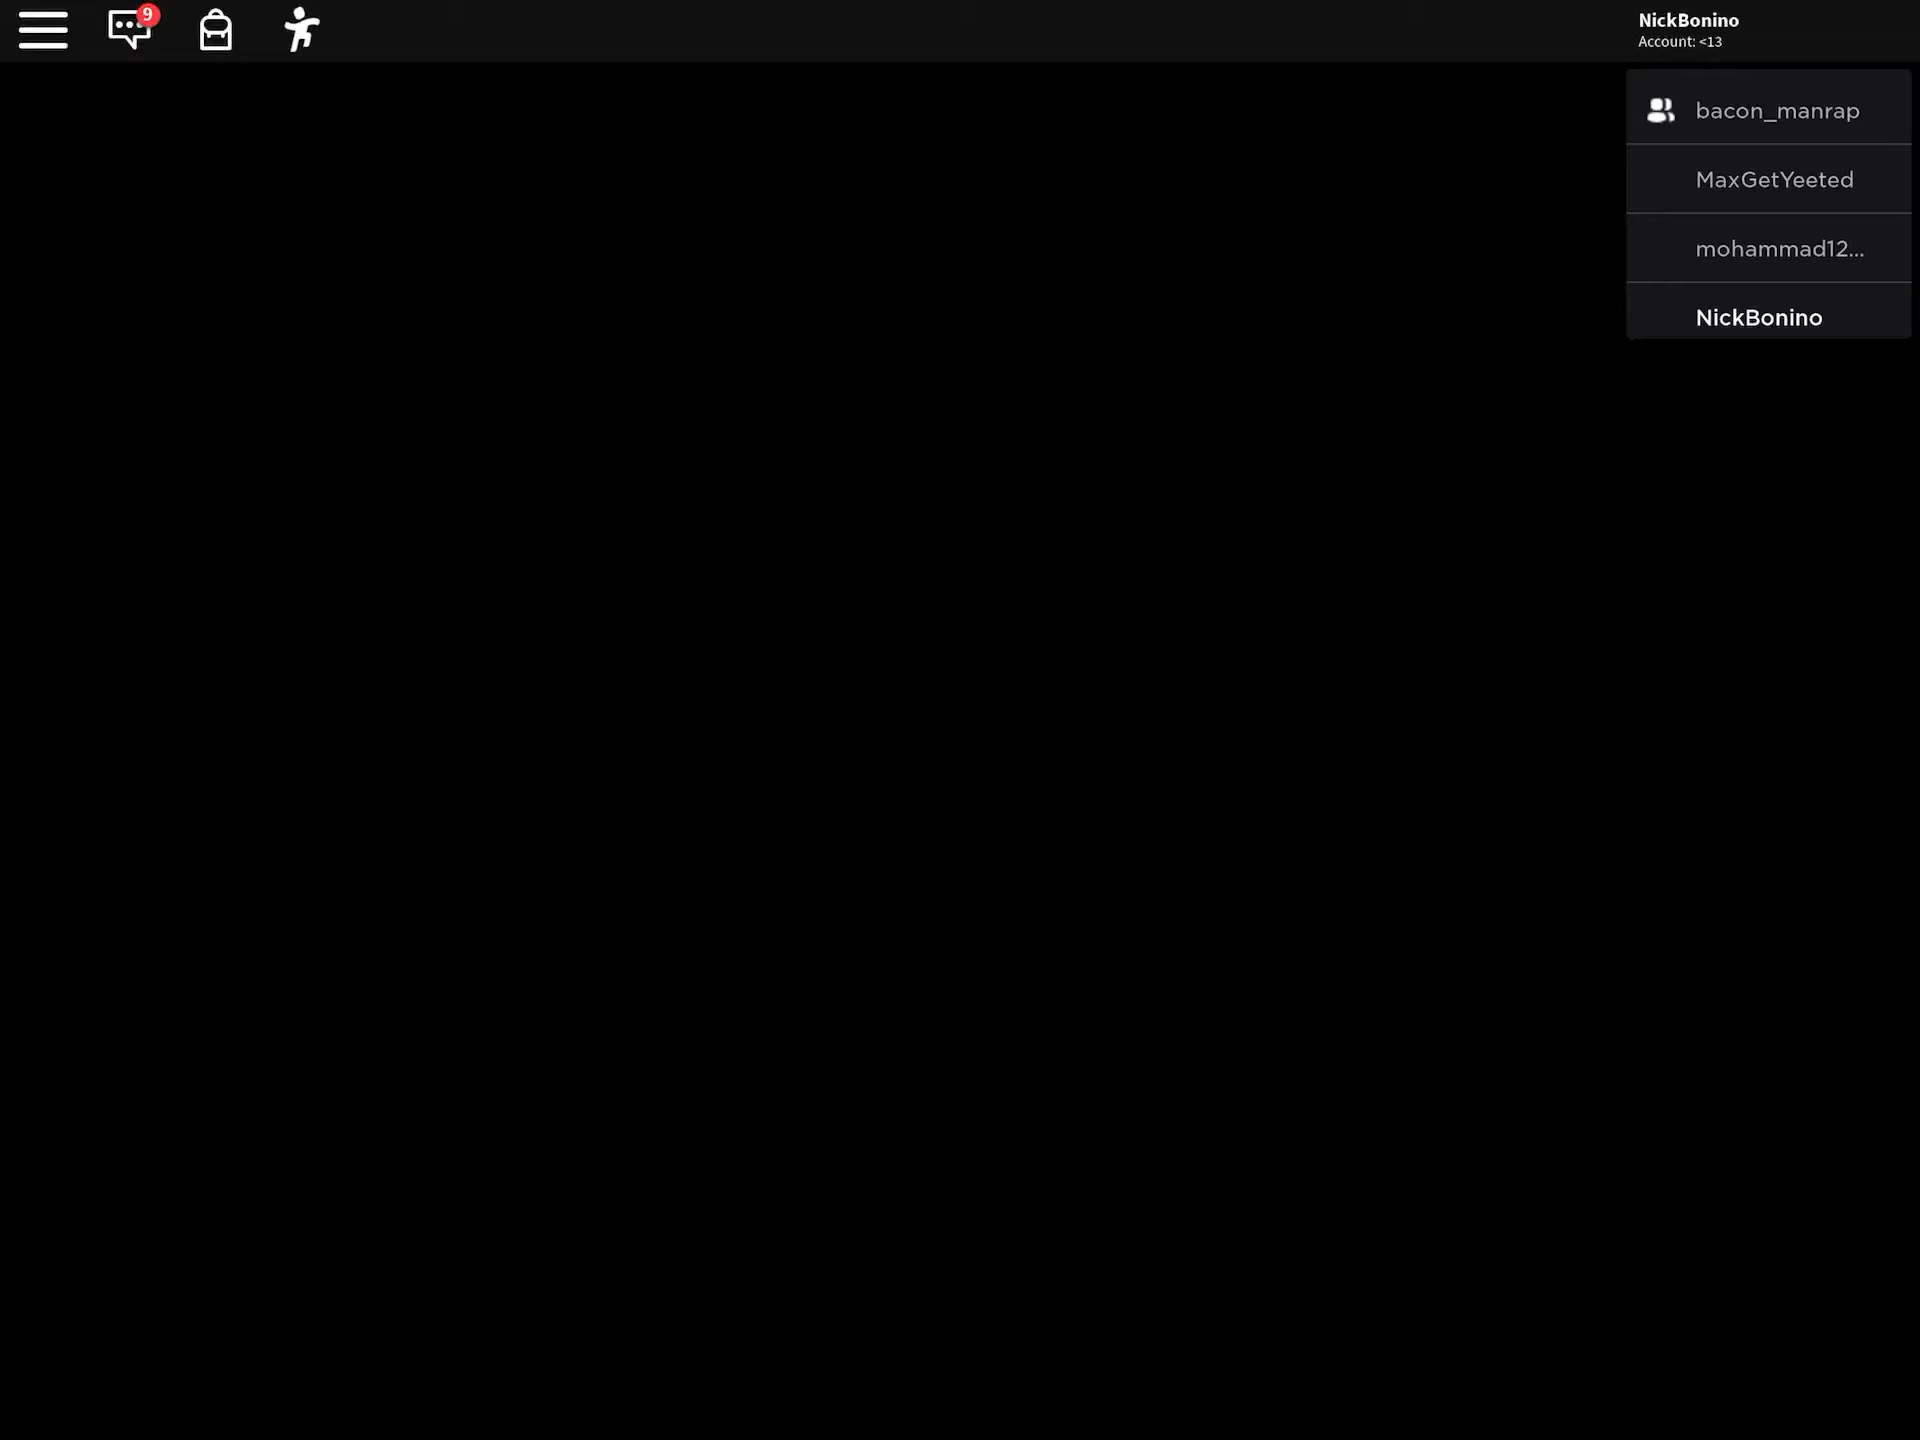 9
NickBonino
Account: <13
bacon_manrap
MaxGetYeeted
mohammad12...
NickBonino